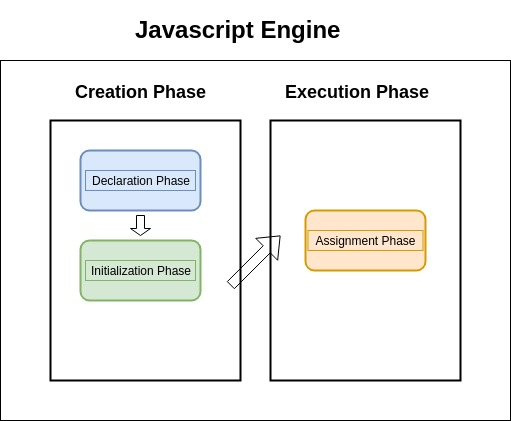 Javascript Engine
Creation Phase
Execution Phase
Declaration Phase
Initialization Phase
Assignment Phase